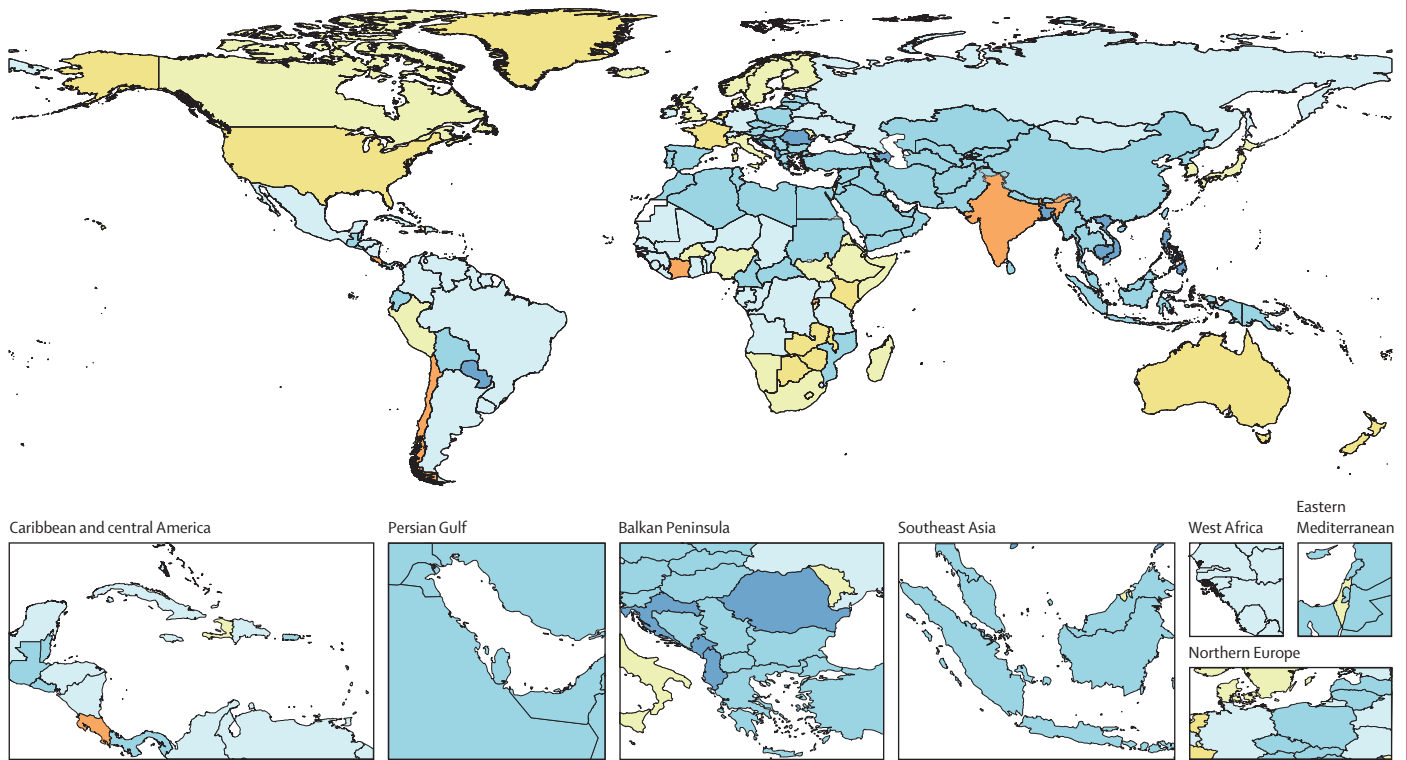 Caribbean and central America
Persian Gulf
Balkan Peninsula
Southeast Asia
West Africa
Eastern
Mediterranean
Northern Europe